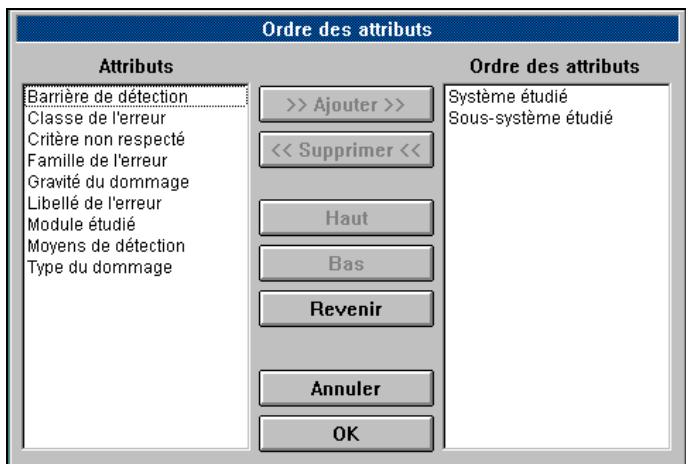 Ordre des attributs
Attributs
Barrière de détection
Classe de l'erreur
Critère non respecté
Famille de l'erreur
Gravité du dommage
Libellé de l'erreur
Module étudié
Moyens de détection
Type du dommage
>> Ajouter >>
<< Supprimer <<
Haut
Bas
Revenir
Annuler
OK
Ordre des attributs
Système étudié
Sous-système étudié